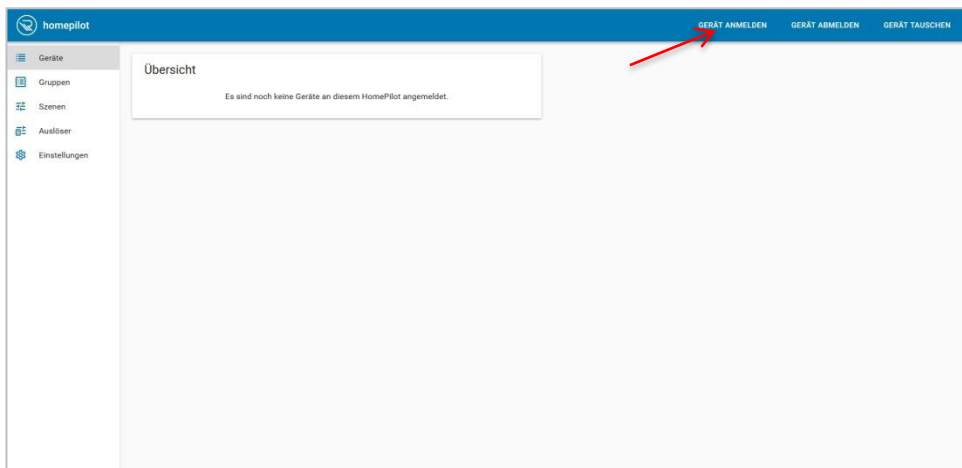 homepilot
GERÄT ANMELDEN
GERÄT ABMELDEN
GERÄT TAUSCHEN
Geräte
Gruppen
Szenen
Auslöser
Einstellungen
Übersicht
Es sind noch keine Geräte an diesem HomePilot angemeldet.